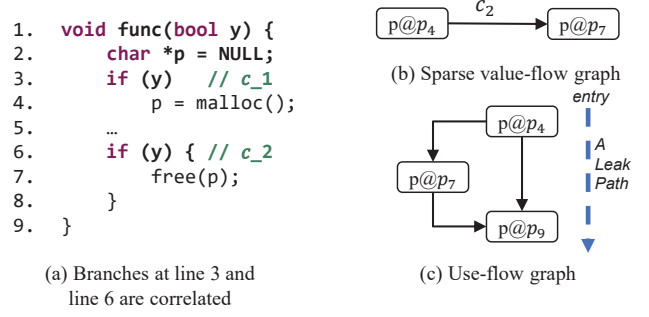 1. void func(bool y) {
2. char *p = NULL;
3. if (y) // c_1
4. p = malloc();
5. …
6. if (y) { // c_2
7. free(p);
8. }
9. }
(a) Branches at line 3 and
line 6 are correlated
p@p₄
c₂
p@p₇
(b) Sparse value-flow graph
entry
p@p₄
p@p₇
p@p₉
A
Leak
Path
(c) Use-flow graph